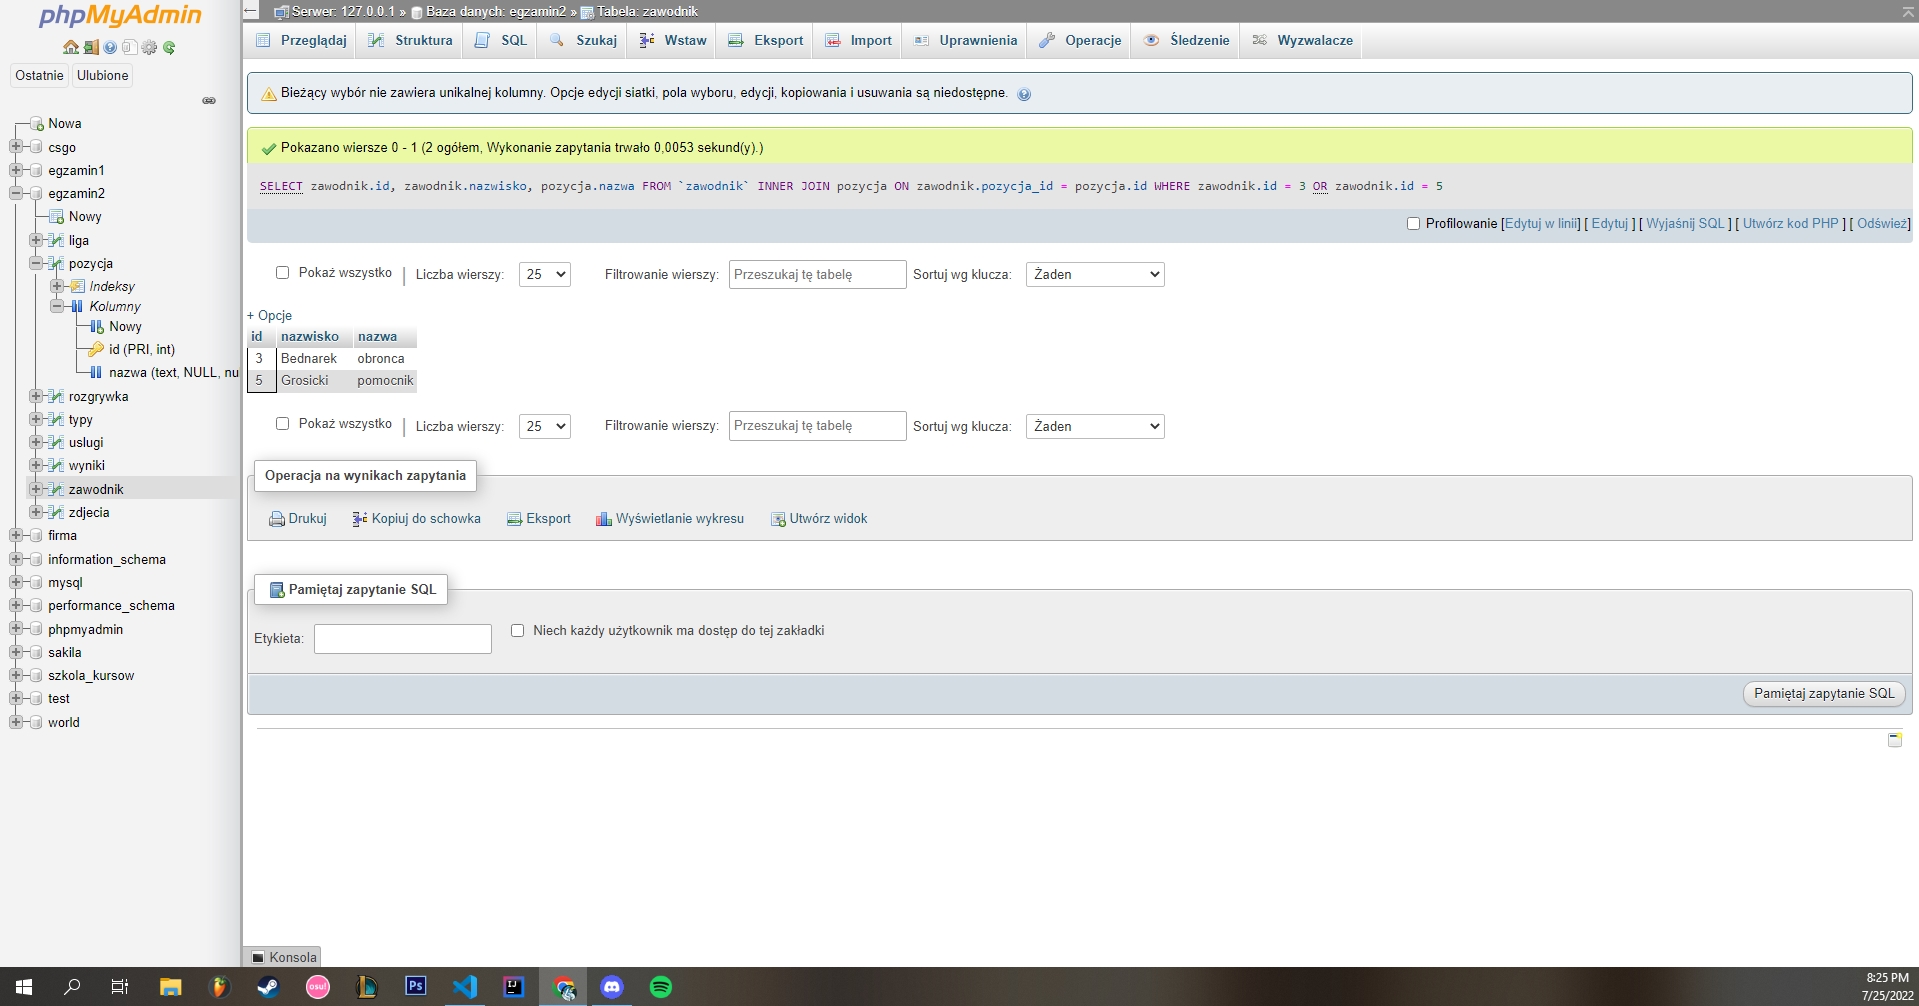 phpMyAdmin
Ostatnie Ulubione
Nowa
csgo
egzamin1
egzamin2
Nowy
liga
pozycja
Indeksy
Kolumny
Nowy
id (PRI, int)
nazwa (text, NULL, nu
rozgrywka
typy
uslugi
wyniki
zawodnik
zdjecia
firma
information_schema
mysql
performance_schema
phpmyadmin
sakila
szkola_kursow
test
world
Serwer: 127.0.0.1 » Baza danych: egzamin2 » Tabela: zawodnik
Przeglądaj Struktura SQL Szukaj Wstaw Eksport Import Uprawnienia Operacje Śledzenie Wyzwalacze
Bieżący wybór nie zawiera unikalnej kolumny. Opcje edycji siatki, pola wyboru, edycji, kopiowania i usuwania są niedostępne.
Pokazano wiersze 0 - 1 (2 ogółem, Wykonanie zapytania trwało 0,0053 sekund(y).)
SELECT zawodnik.id, zawodnik.nazwisko, pozycja.nazwa FROM `zawodnik` INNER JOIN pozycja ON zawodnik.pozycja_id = pozycja.id WHERE zawodnik.id = 3 OR zawodnik.id = 5
Profilowanie [Edytuj w linii] [ Edytuj ] [ Wyjaśnij SQL ] [ Utwórz kod PHP ] [ Odśwież]
Pokaż wszystko | Liczba wierszy: 25 Filtrowanie wierszy: Przeszukaj tę tabelę Sortuj wg klucza: Żaden
+ Opcje
id nazwisko nazwa
3 Bednarek obronca
5 Grosicki pomocnik
Pokaż wszystko | Liczba wierszy: 25 Filtrowanie wierszy: Przeszukaj tę tabelę Sortuj wg klucza: Żaden
Operacja na wynikach zapytania
Drukuj Kopiuj do schowka Eksport Wyświetlanie wykresu Utwórz widok
Pamiętaj zapytanie SQL
Etykieta: Niech każdy użytkownik ma dostęp do tej zakładki
Pamiętaj zapytanie SQL
Konsola
osu!
Ps
IJ
8:25 PM
7/25/2022